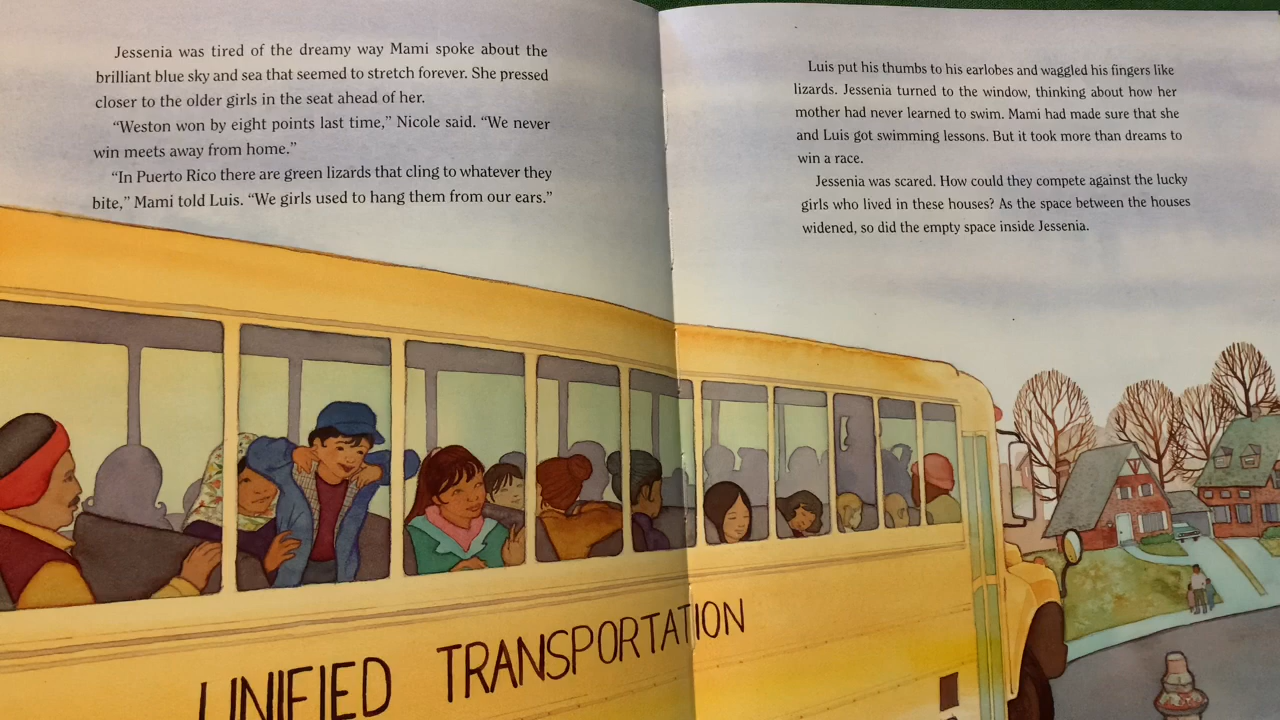 Jessenia was tired of the dreamy way Mami spoke about the
brilliant blue sky and sea that seemed to stretch forever. She pressed
closer to the older girls in the seat ahead of her.
“Weston won by eight points last time,” Nicole said. “We never
win meets away from home.”
“In Puerto Rico there are green lizards that cling to whatever they
bite,” Mami told Luis. “We girls used to hang them from our ears.”
Luis put his thumbs to his earlobes and waggled his fingers like
lizards. Jessenia turned to the window, thinking about how her
mother had never learned to swim. Mami had made sure that she
and Luis got swimming lessons. But it took more than dreams to
win a race.
Jessenia was scared. How could they compete against the lucky
girls who lived in these houses? As the space between the houses
widened, so did the empty space inside Jessenia.
UNIFIED TRANSPORTATION